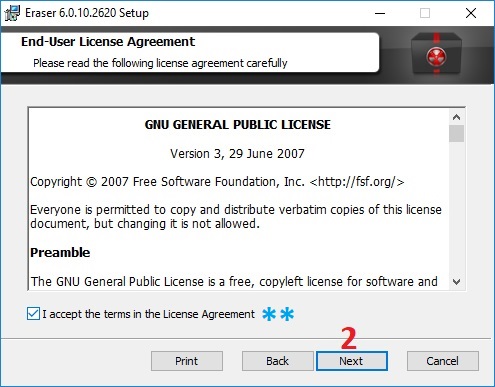 Eraser 6.0.10.2620 Setup
End-User License Agreement
Please read the following license agreement carefully
GNU GENERAL PUBLIC LICENSE
Version 3, 29 June 2007
Copyright © 2007 Free Software Foundation, Inc. <http://fsf.org/>
Everyone is permitted to copy and distribute verbatim copies of this license
document, but changing it is not allowed.
Preamble
The GNU General Public License is a free, copyleft license for software and
I accept the terms in the License Agreement **
2
Print Back Next Cancel